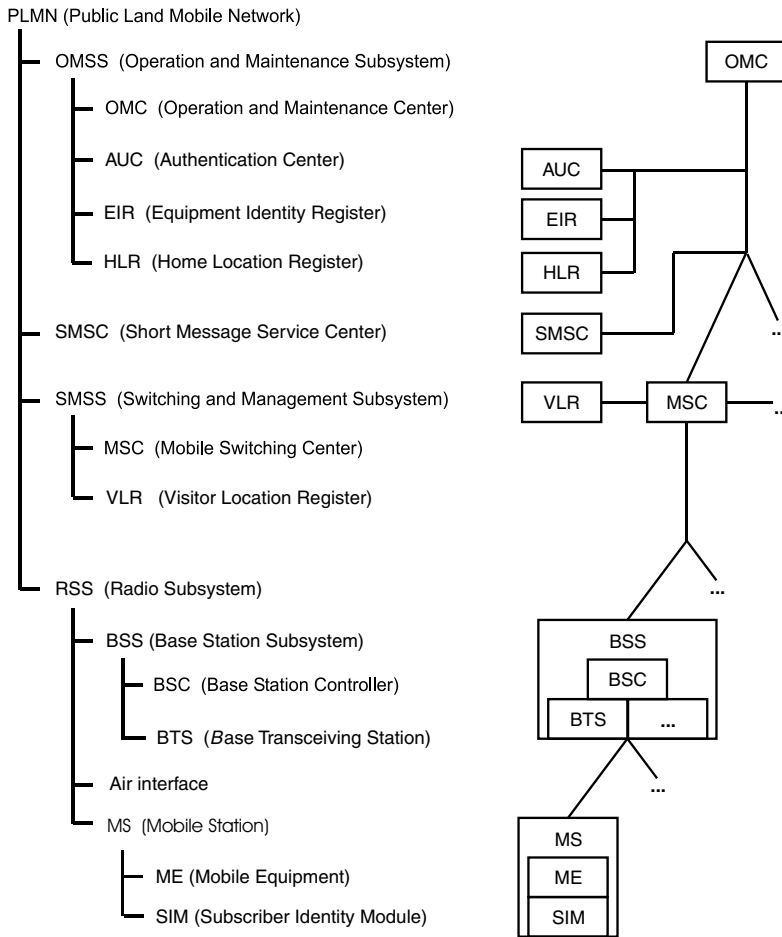 PLMN (Public Land Mobile Network)
OMSS (Operation and Maintenance Subsystem)
OMC (Operation and Maintenance Center)
AUC (Authentication Center)
EIR (Equipment Identity Register)
HLR (Home Location Register)
SMSC (Short Message Service Center)
SMSS (Switching and Management Subsystem)
MSC (Mobile Switching Center)
VLR (Visitor Location Register)
RSS (Radio Subsystem)
BSS (Base Station Subsystem)
BSC (Base Station Controller)
BTS (Base Transceiving Station)
Air interface
MS (Mobile Station)
ME (Mobile Equipment)
SIM (Subscriber Identity Module)
OMC
AUC
EIR
HLR
SMSC
...
VLR
MSC
...
...
BSS
BSC
BTS
...
...
MS
ME
SIM